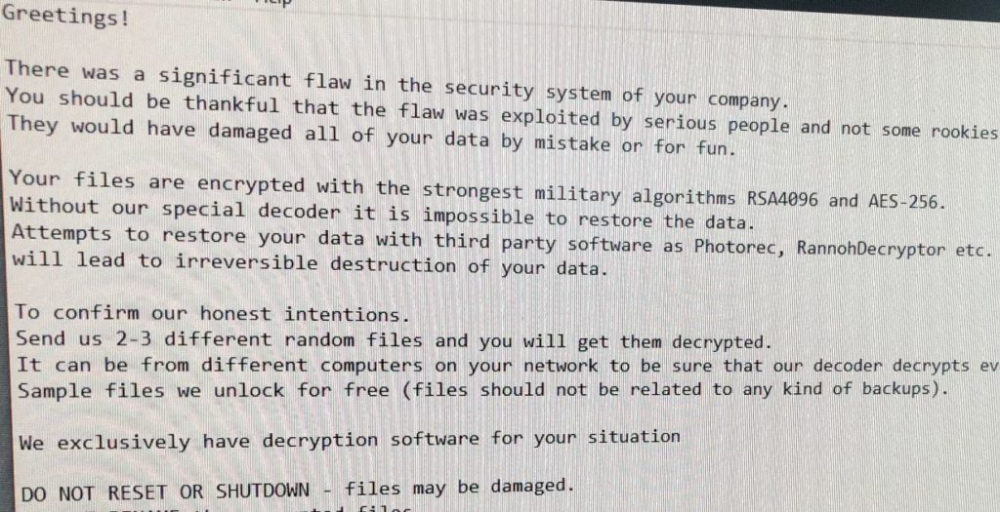 Help
Greetings!
There was a significant flaw in the security system of your company.
You should be thankful that the flaw was exploited by serious people and not some rookies
They would have damaged all of your data by mistake or for fun.
Your files are encrypted with the strongest military algorithms RSA4096 and AES-256.
Without our special decoder it is impossible to restore the data.
Attempts to restore your data with third party software as Photorec, RannohDecryptor etc.
will lead to irreversible destruction of your data.
To confirm our honest intentions.
Send us 2-3 different random files and you will get them decrypted.
It can be from different computers on your network to be sure that our decoder decrypts ev
Sample files we unlock for free (files should not be related to any kind of backups).
We exclusively have decryption software for your situation
DO NOT RESET OR SHUTDOWN - files may be damaged.
files